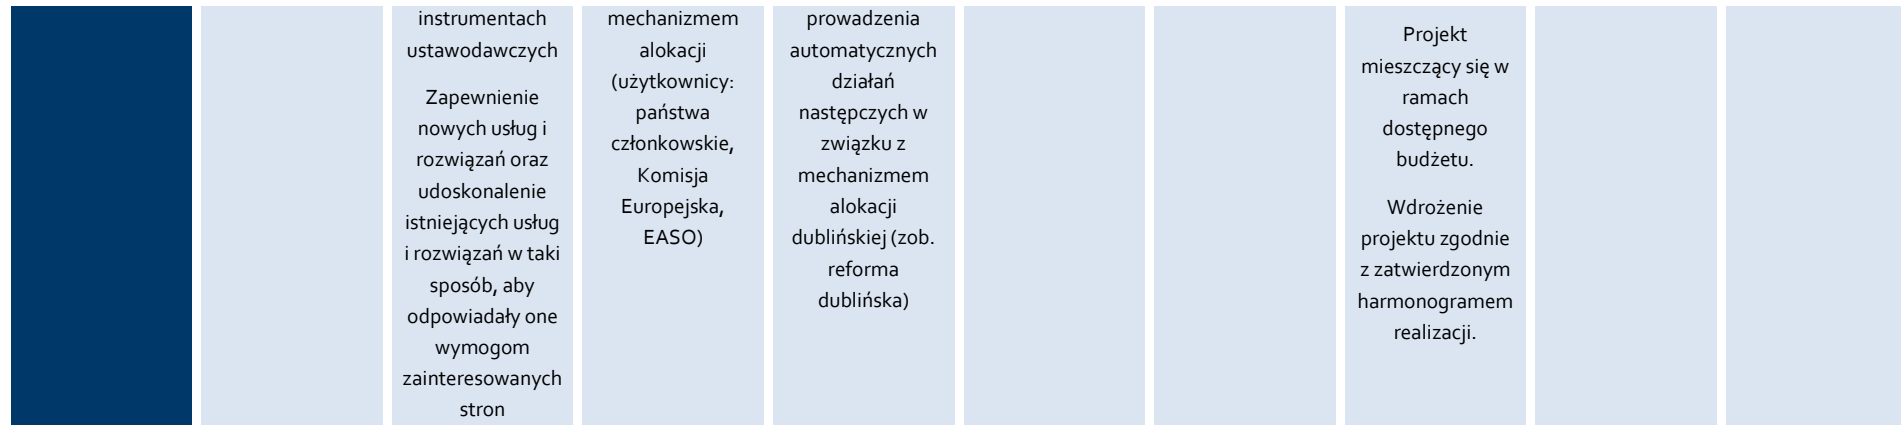 instrumentach
ustawodawczych
Zapewnienie
nowych usług i
rozwiązań oraz
udoskonalenie
istniejących usług
i rozwiązań w taki
sposób, aby
odpowiadały one
wymogom
zainteresowanych
stron
mechanizmem
alokacji
(użytkownicy:
państwa
członkowskie,
Komisja
Europejska,
EASO)
prowadzenia
automatycznych
działań
następczych w
związku z
mechanizmem
alokacji
dublińskiej (zob.
reforma
dublińska)
Projekt
mieszczący się w
ramach
dostępnego
budżetu.
Wdrożenie
projektu zgodnie
z zatwierdzonym
harmonogramem
realizacji.